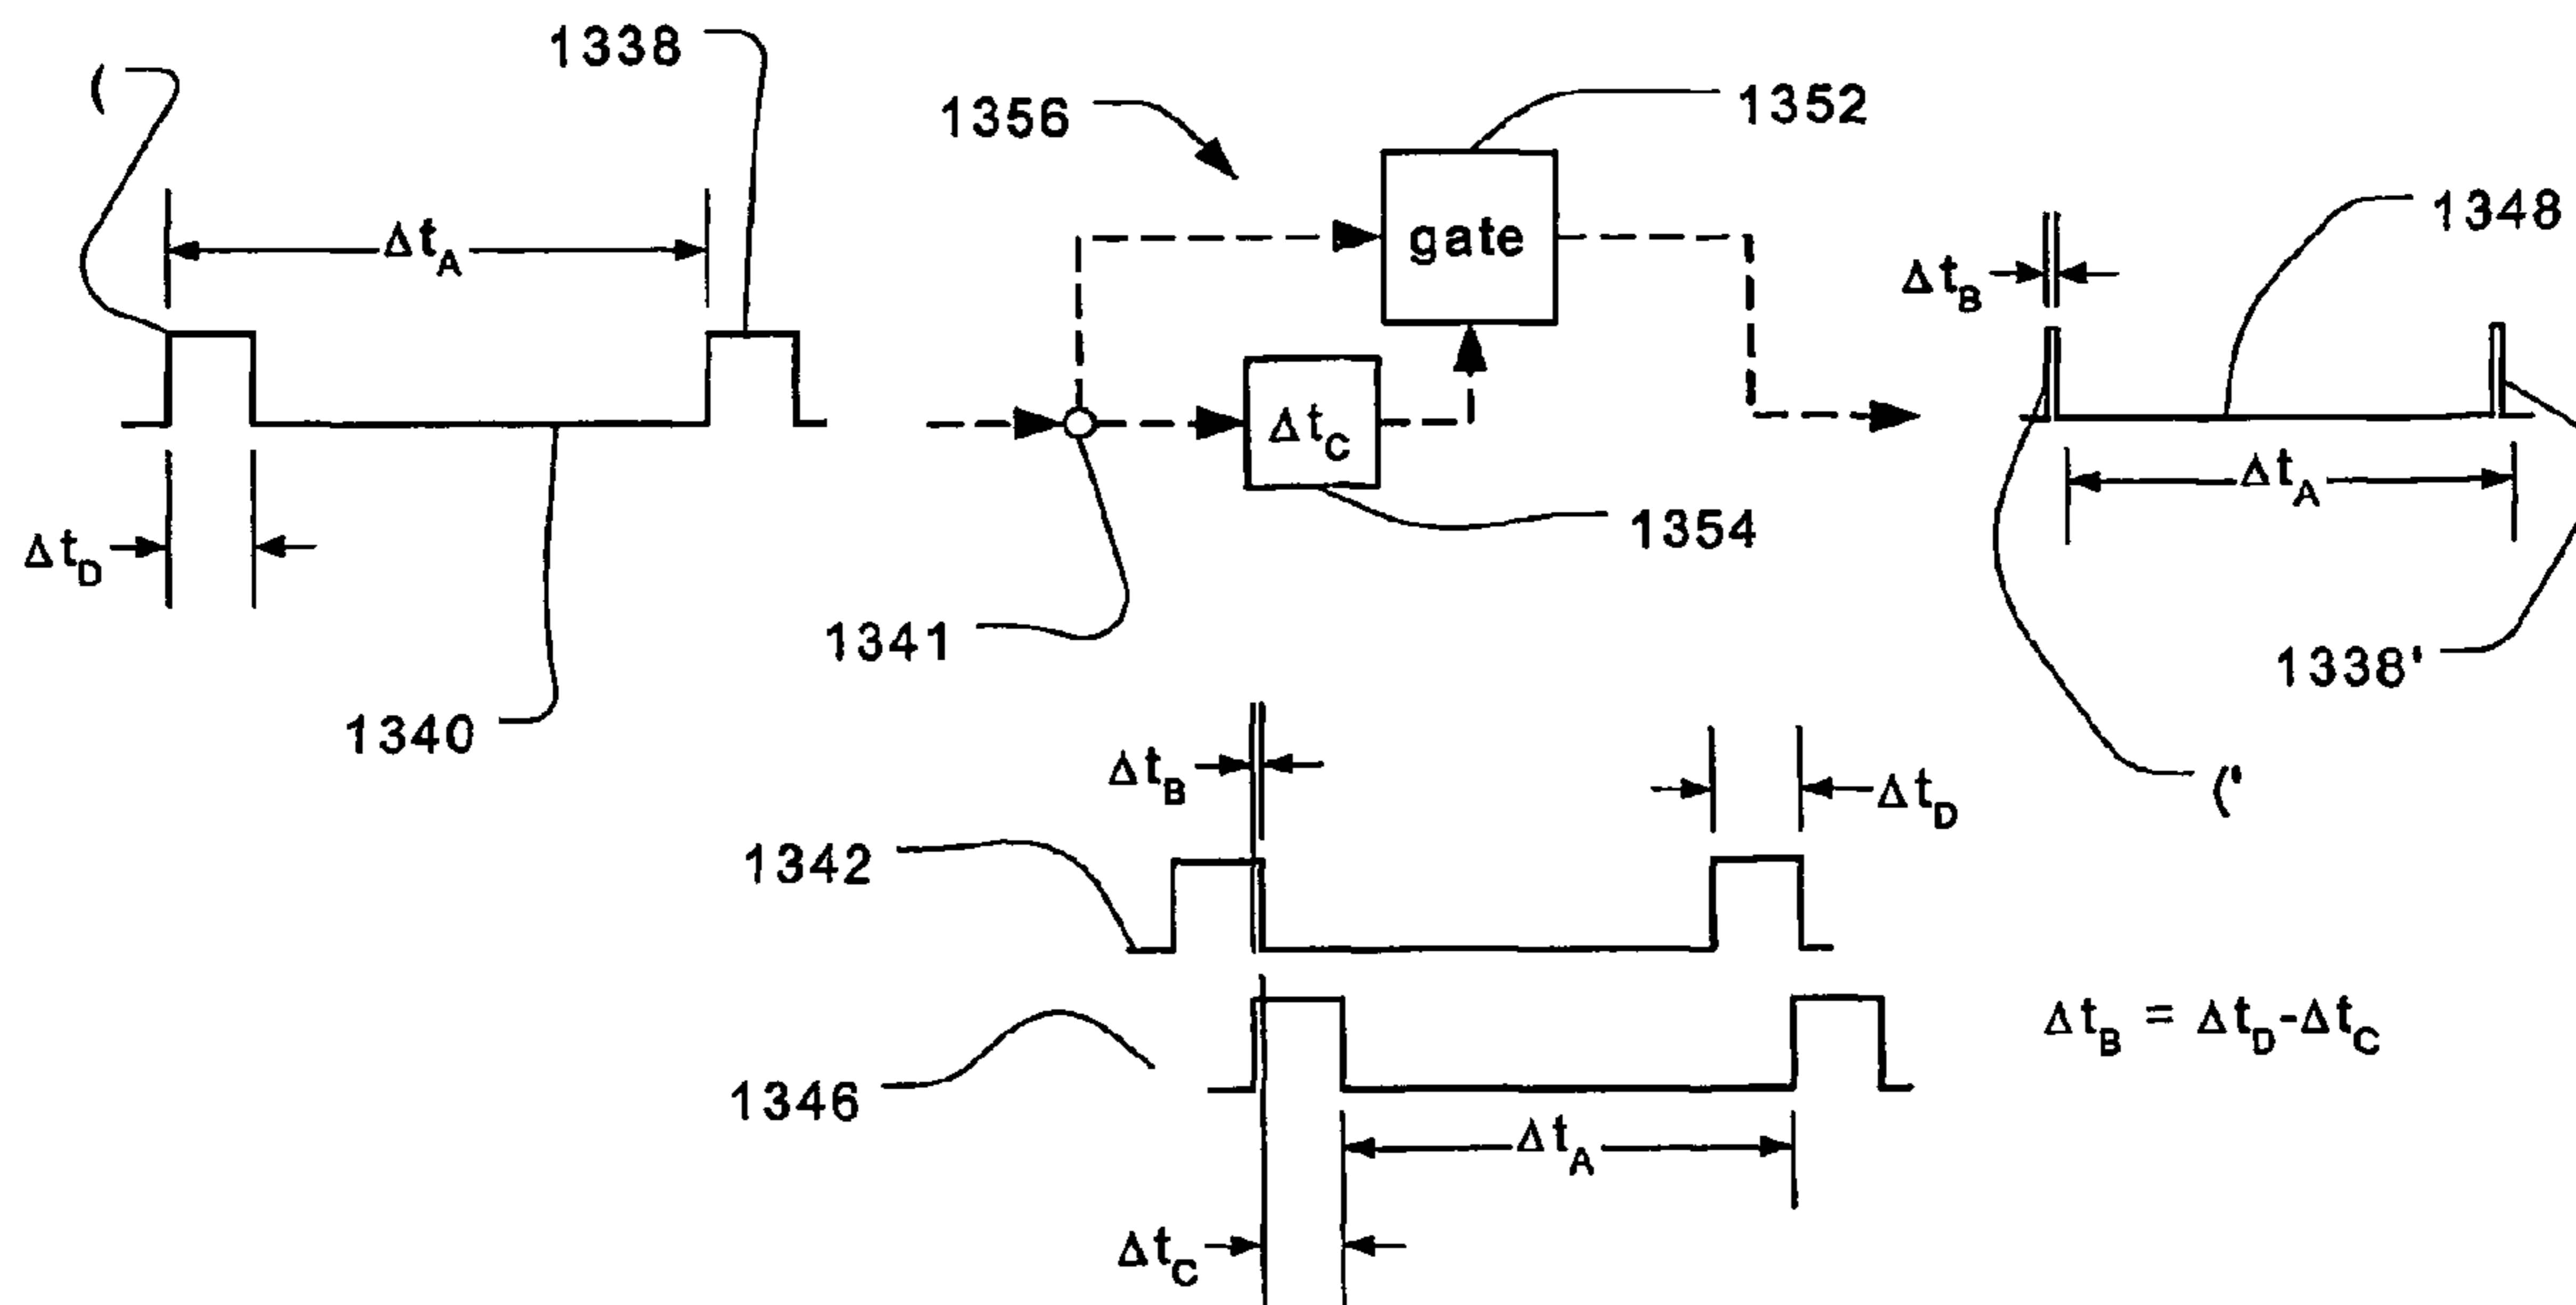 (
1338
1356
1352
1348
Δt_A
gate
Δt_B
Δt_C
Δt_A
Δt_D
1354
1341
1338'
1340
Δt_B
Δt_D
('
1342
Δt_B = Δt_D-Δt_C
1346
Δt_A
Δt_C